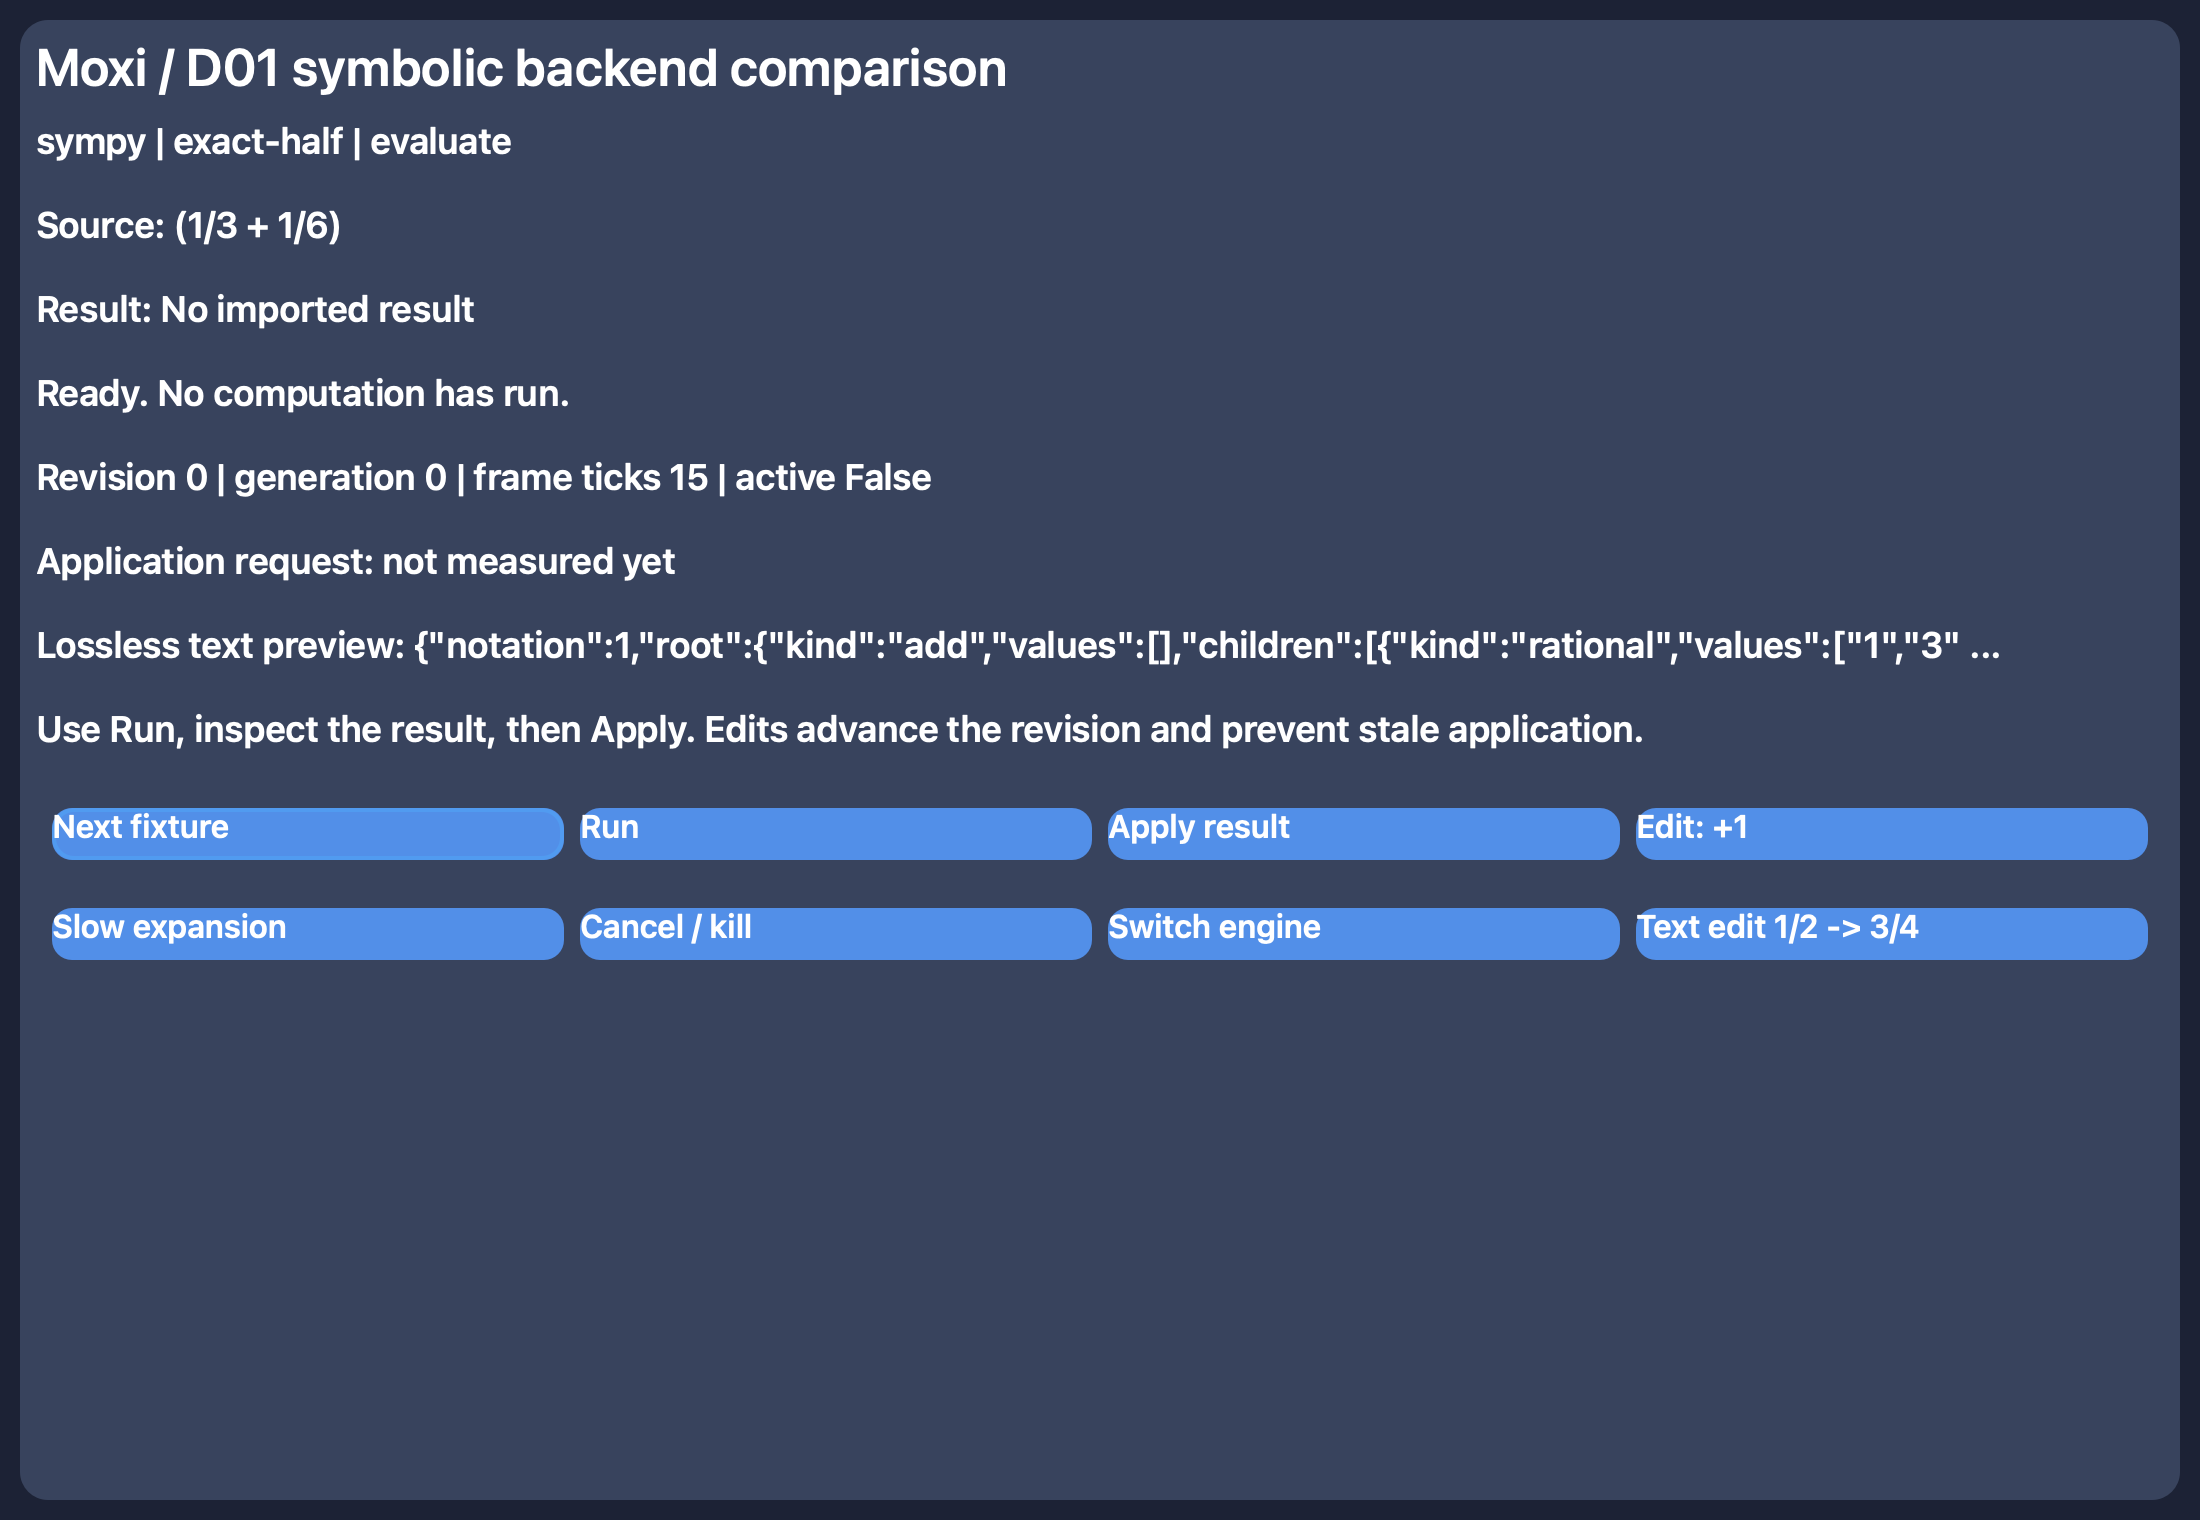 Moxi / D01 symbolic backend comparison
sympy | exact-half | evaluate
Source: (1/3 + 1/6)
Result: No imported result
Ready. No computation has run.
Revision 0 | generation 0 | frame ticks 15 | active False
Application request: not measured yet
Lossless text preview: {"notation":1,"root":{"kind":"add","values":[],"children":[{"kind":"rational","values":["1","3" ...
Use Run, inspect the result, then Apply. Edits advance the revision and prevent stale application.
Next fixture
Run
Apply result
Edit: +1
Slow expansion
Cancel / kill
Switch engine
Text edit 1/2 -> 3/4